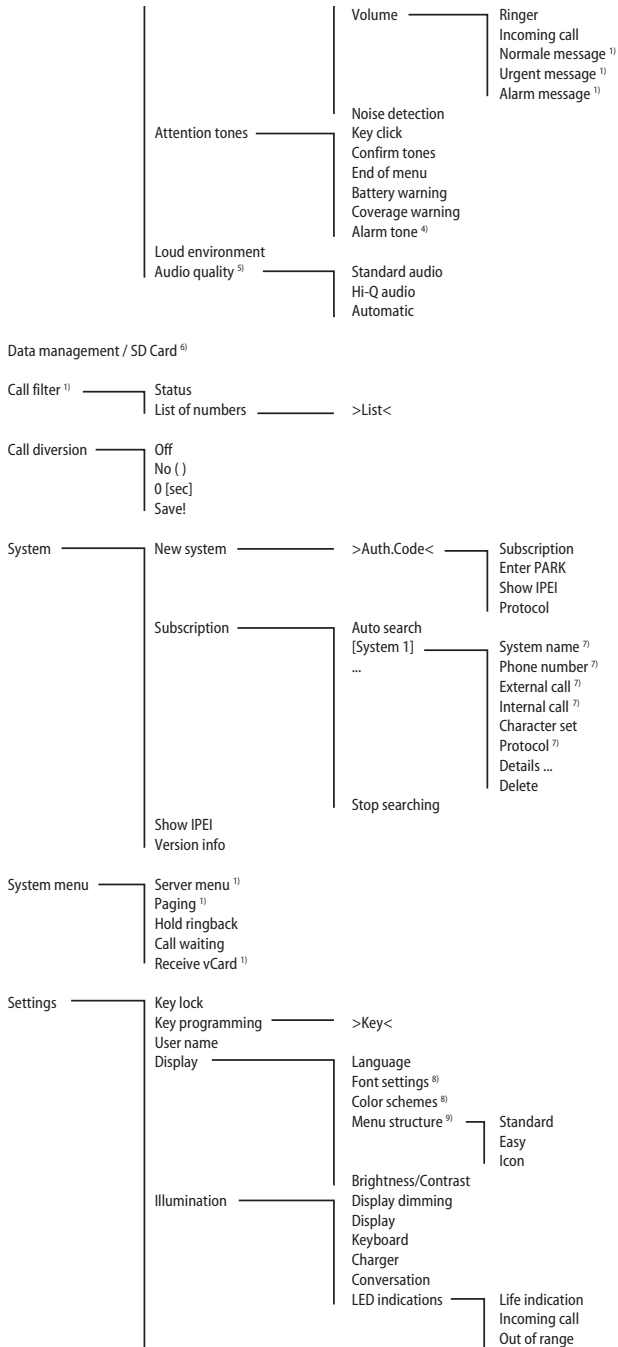 Volume Ringer
Incoming call
Normale message 1)
Urgent message 1)
Alarm message 1)
Noise detection
Attention tones Key click
Confirm tones
End of menu
Battery warning
Coverage warning
Alarm tone 4)
Loud environment
Audio quality 5) Standard audio
Hi-Q audio
Automatic
Data management / SD Card 6)
Call filter 1) Status
List of numbers >List<
Call diversion Off
No ( )
0 [sec]
Save!
System New system >Auth.Code< Subscription
Enter PARK
Show IPEI
Protocol
Subscription Auto search
[System 1] System name 7)
... Phone number 7)
External call 7)
Internal call 7)
Character set
Protocol 7)
Details ...
Delete
Stop searching
Show IPEI
Version info
System menu Server menu 1)
Paging 1)
Hold ringback
Call waiting
Receive vCard 1)
Settings Key lock
Key programming >Key<
User name
Display Language
Font settings 8)
Color schemes 8)
Menu structure 9) Standard
Easy
Icon
Brightness/Contrast
Illumination Display dimming
Display
Keyboard
Charger
Conversation
LED indications Life indication
Incoming call
Out of range